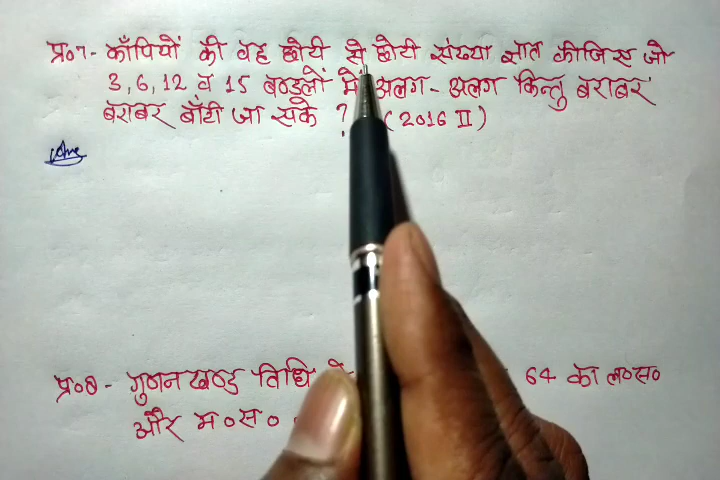 प्र०7- कॉपियों की वह छोटी से छोटी संख्या ज्ञात कीजिए जो
3, 6, 12 व 15 बण्डलों में अलग - अलग किन्तु बराबर
बराबर बाँटी जा सके ? (2016 II)
प्र०8- गुणनखण्ड विधि 64 का ल०स०
और म०स०